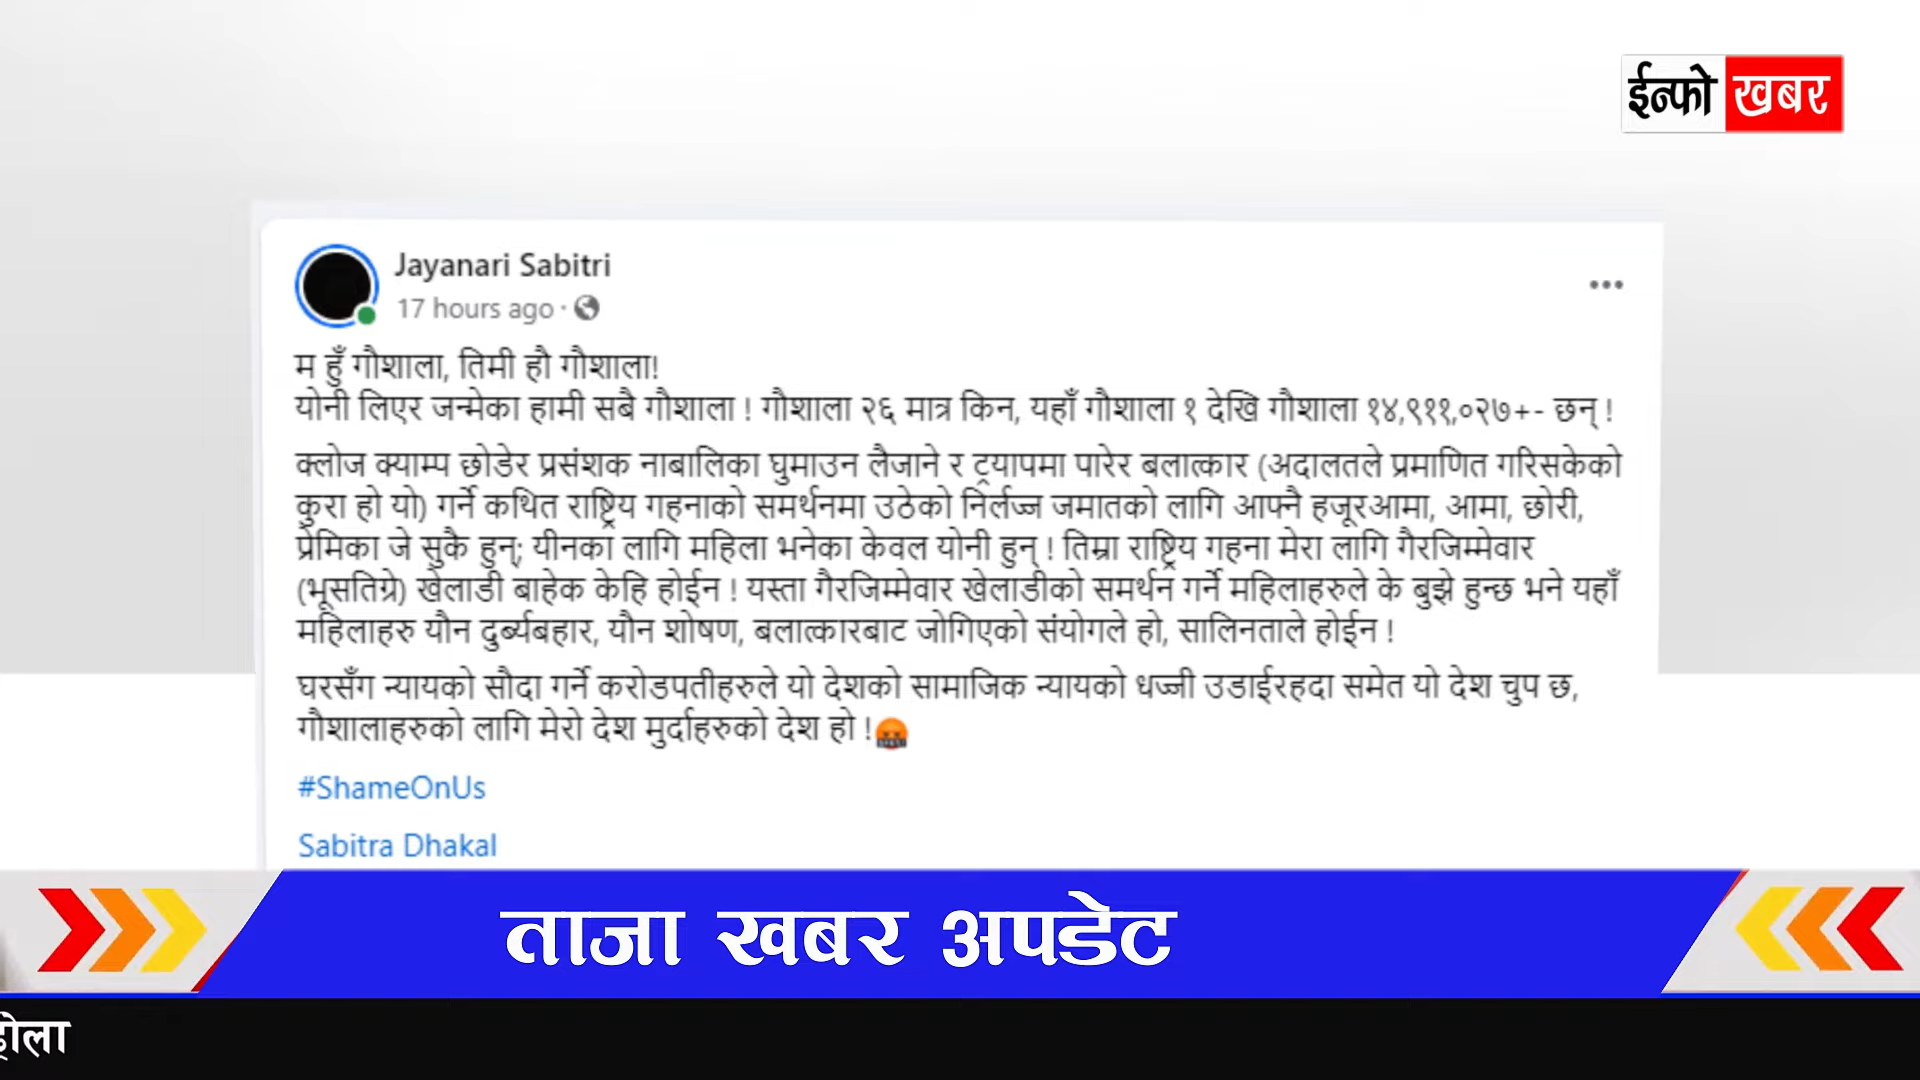 ईन्फो खबर
Jayanari Sabitri
17 hours ago ·
म हुँ गौशाला, तिमी हौ गौशाला!
योनी लिएर जन्मेका हामी सबै गौशाला ! गौशाला २६ मात्र किन, यहाँ गौशाला १ देखि गौशाला १४,९११,०२७+- छन् !
क्लोज क्याम्प छोडेर प्रसंशक नाबालिका घुमाउन लैजाने र ट्रयापमा पारेर बलात्कार (अदालतले प्रमाणित गरिसकेको
कुरा हो यो) गर्ने कथित राष्ट्रिय गहनाको समर्थनमा उठेको निर्लज्ज जमातको लागि आफ्नै हजूरआमा, आमा, छोरी,
प्रेमिका जे सुकै हुन्; यीनका लागि महिला भनेका केवल योनी हुन् ! तिम्रा राष्ट्रिय गहना मेरा लागि गैरजिम्मेवार
(भूसतिग्रे) खेलाडी बाहेक केहि होईन ! यस्ता गैरजिम्मेवार खेलाडीको समर्थन गर्ने महिलाहरुले के बुझे हुन्छ भने यहाँ
महिलाहरु यौन दुर्ब्यबहार, यौन शोषण, बलात्कारबाट जोगिएको संयोगले हो, सालिनताले होईन !
घरसँग न्यायको सौदा गर्ने करोडपतीहरुले यो देशको सामाजिक न्यायको धज्जी उडाईरहदा समेत यो देश चुप छ,
गौशालाहरुको लागि मेरो देश मुर्दाहरुको देश हो !🤬
#ShameOnUs
Sabitra Dhakal
ताजा खबर अपडेट